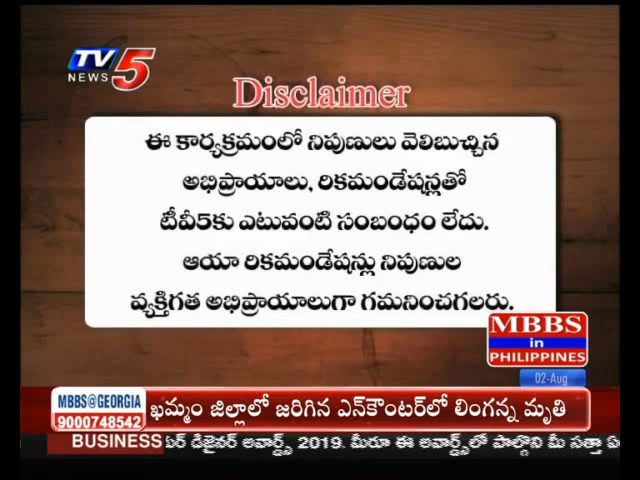 TV5
NEWS
Disclaimer
ఈ కార్యక్రమంలో నిపుణులు వెలిబుచ్చిన
అభిప్రాయాలు, రికమండేషన్లతో
టీవీ5కు ఎటువంటి సంబంధం లేదు.
ఆయా రికమండేషన్లు నిపుణుల
వ్యక్తిగత అభిప్రాయాలుగా గమనించగలరు.
MBBS
in
PHILIPPINES
02-Aug
MBBS@GEORGIA
9000748542
ఖమ్మం జిల్లాలో జరిగిన ఎన్‌కౌంటర్‌లో లింగన్న మృతి
BUSINESS డిజైనర్ అవార్డ్స్ 2019. మీరూ ఈ అవార్డ్స్‌లో పాల్గొని మీ సత్తా